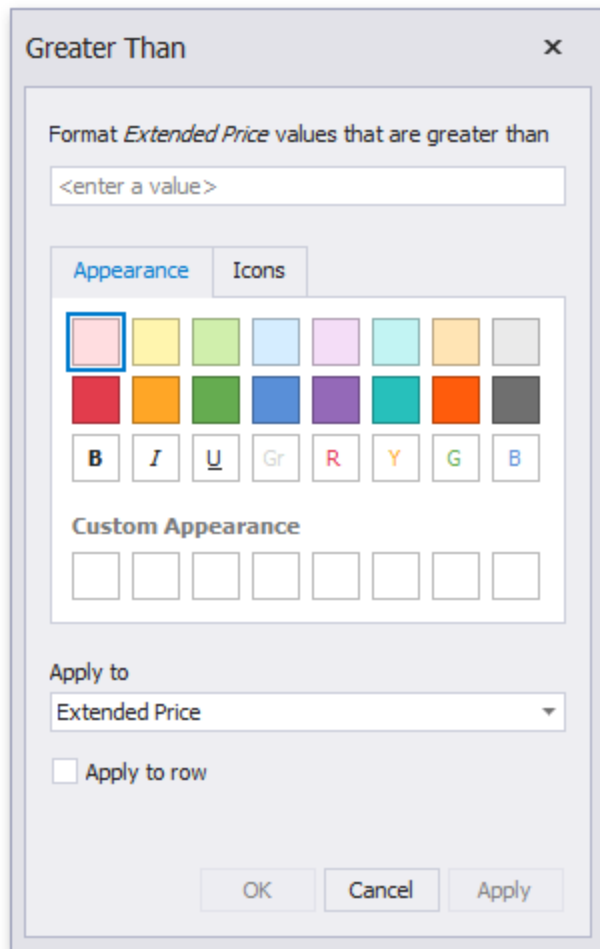 Greater Than
Format Extended Price values that are greater than
<enter a value>
Appearance Icons
B I U Gr R Y G B
Custom Appearance
Apply to
Extended Price
Apply to row
OK Cancel Apply